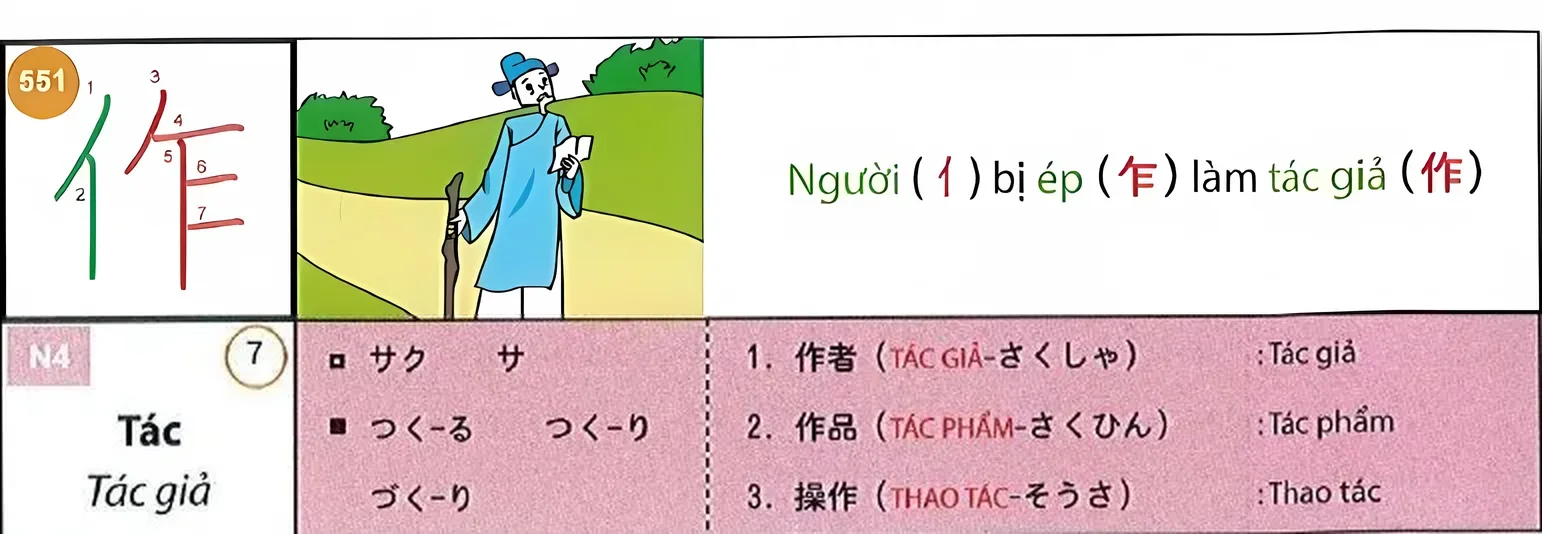 551
作
1
2
3
4
5
6
7
Người (亻) bị ép (乍) làm tác giả (作)
N4
7
Tác
Tác giả
サク サ
つく-る つく-り
づく-り
1. 作者 (TÁC GIẢ-さくしゃ) :Tác giả
2. 作品 (TÁC PHẨM-さくひん) :Tác phẩm
3. 操作 (THAO TÁC-そうさ) :Thao tác